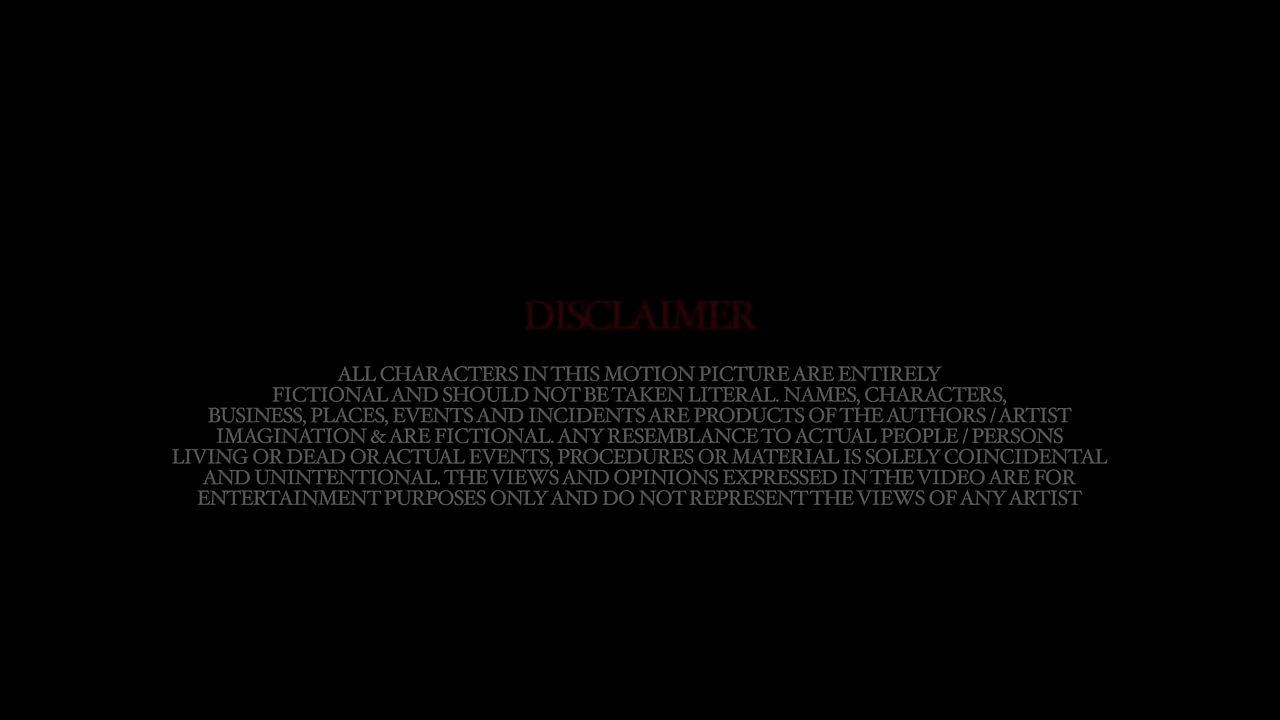 DISCLAIMER
ALL CHARACTERS IN THIS MOTION PICTURE ARE ENTIRELY
FICTIONAL AND SHOULD NOT BE TAKEN LITERAL. NAMES, CHARACTERS,
BUSINESS, PLACES, EVENTS AND INCIDENTS ARE PRODUCTS OF THE AUTHORS / ARTIST
IMAGINATION & ARE FICTIONAL. ANY RESEMBLANCE TO ACTUAL PEOPLE / PERSONS
LIVING OR DEAD OR ACTUAL EVENTS, PROCEDURES OR MATERIAL IS SOLELY COINCIDENTAL
AND UNINTENTIONAL. THE VIEWS AND OPINIONS EXPRESSED IN THE VIDEO ARE FOR
ENTERTAINMENT PURPOSES ONLY AND DO NOT REPRESENT THE VIEWS OF ANY ARTIST